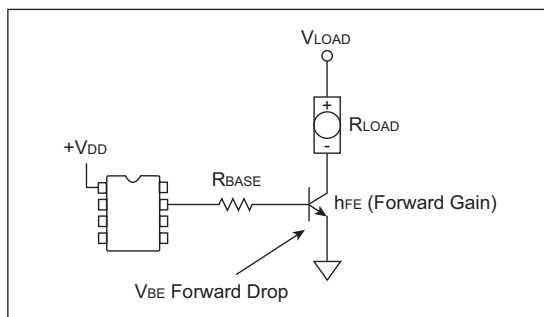 VLOAD
+
RLOAD
-
+VDD
RBASE
hFE (Forward Gain)
VBE Forward Drop